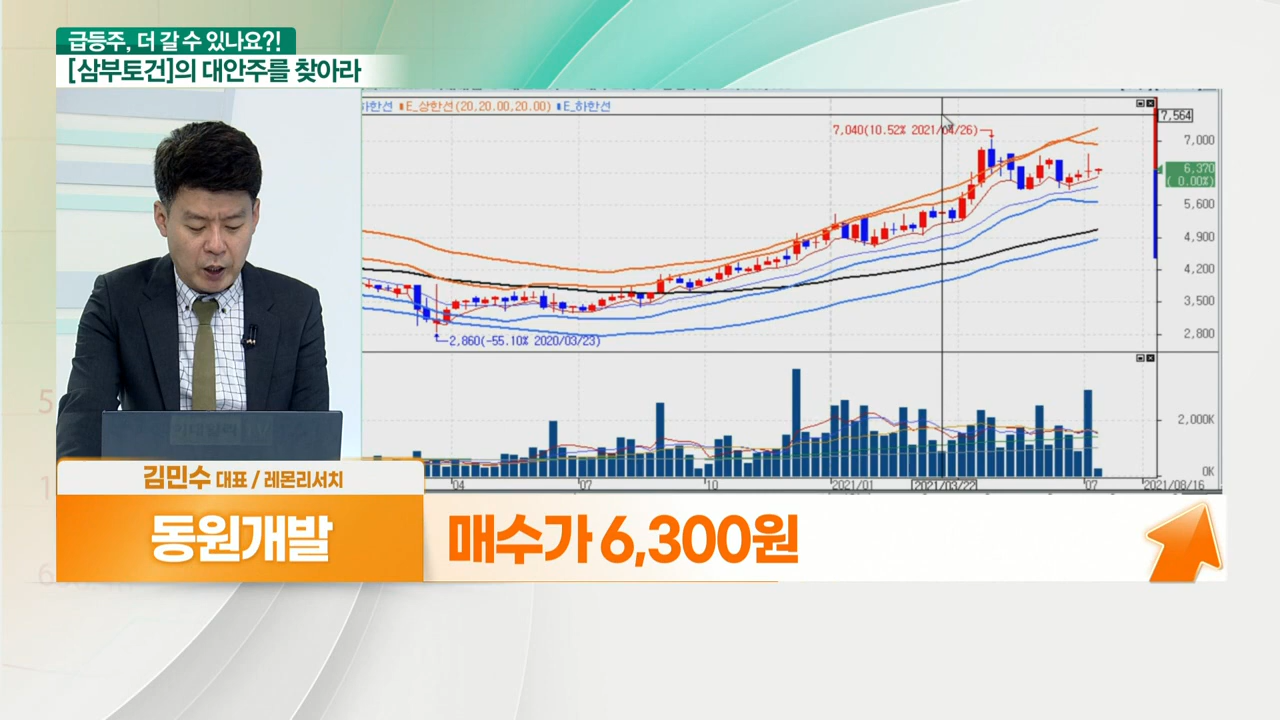 급등주, 더 갈 수 있나요?!
[삼부토건]의 대안주를 찾아라
하한선 E_상한선(20,20.00,20.00) E_하한선
7,040(10.52% 2021/04/26)
7,564
7,000
6,370
( 0.00%)
5,600
4,900
4,200
3,500
2,860(-55.10% 2020/03/23)
2,800
2,000K
0K
04
07
10
2021/01
2021/03/22
07
2021/08/16
김민수 대표 / 레몬리서치
동원개발
매수가 6,300원